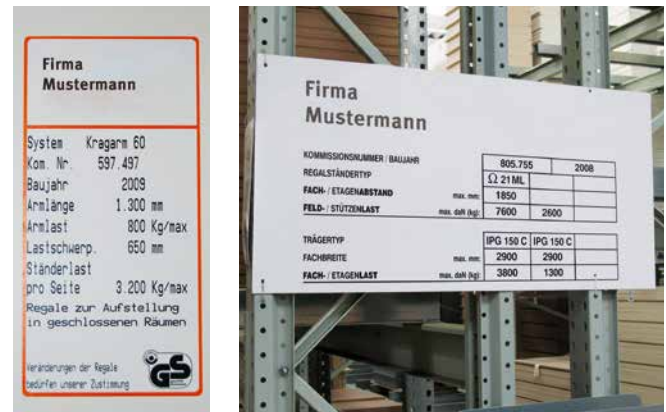 Firma
Mustermann
System Kragarm 60
Kom. Nr. 597.497
Baujahr 2009
Armlänge 1.300 mm
Armlast 800 Kg/max
Lastschwerp. 650 mm
Ständerlast
pro Seite 3.200 Kg/max
Regale zur Aufstellung
in geschlossenen Räumen
Veränderungen der Regale
bedürfen unserer Zustimmung
GS
Firma
Mustermann
KOMMISSIONSNUMMER / BAUJAHR 805.755 2008
REGALSTÄNDERTYP Ω 21 ML
FACH- / ETAGENABSTAND max. mm: 1850
FELD- / STÜTZENLAST max. daN (kg): 7600 2600
TRÄGERTYP IPG 150 C IPG 150 C
FACHBREITE max. mm: 2900 2900
FACH- / ETAGENLAST max. daN (kg): 3800 1300